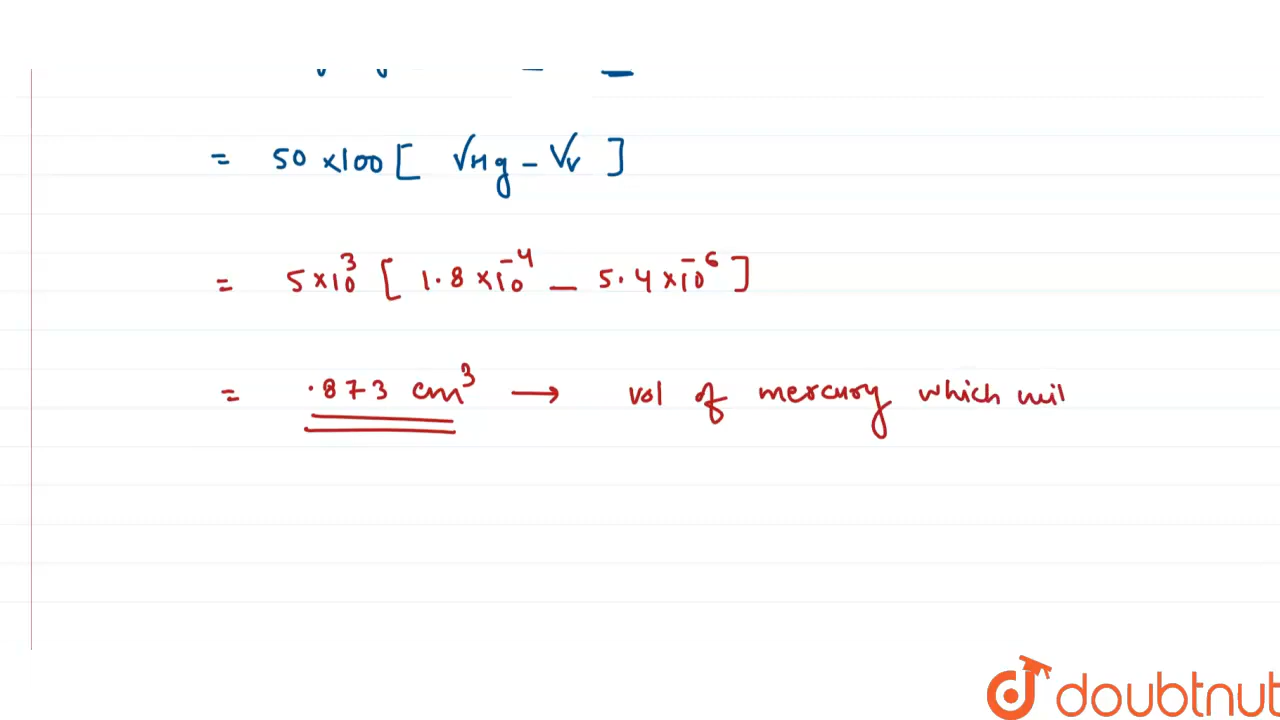 = 50 × 100 [ γHg - γv ]
= 5×10³ [ 1.8 ×10⁻⁴ - 5.4 ×10⁻⁶ ]
= .873 cm³ → vol of mercury which wil
doubtnut